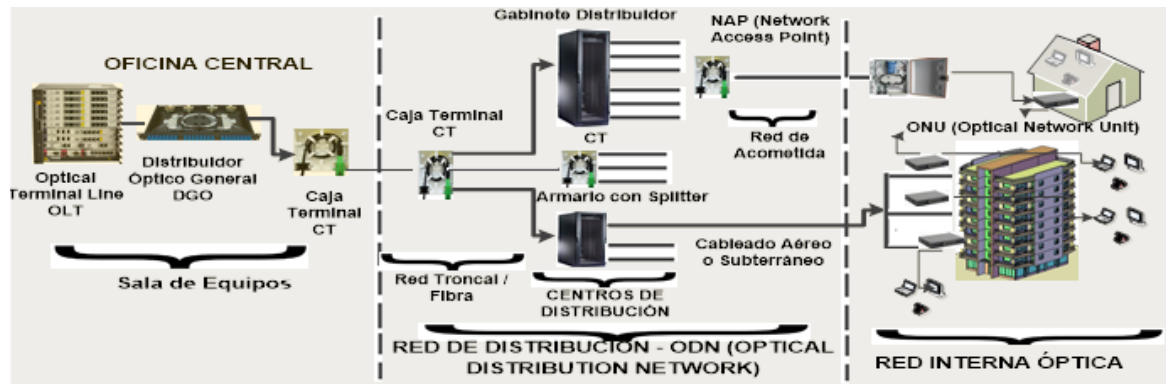 Gabinete Distribuidor
NAP (Network
Access Point)
OFICINA CENTRAL
Caja Terminal
CT
CT
Red de
Acometida
ONU (Optical Network Unit)
Optical
Terminal Line
OLT
Distribuidor
Óptico General
DGO
Caja
Terminal
CT
Armario con Splitter
Cableado Aéreo
o Subterráneo
Sala de Equipos
Red Troncal /
Fibra
CENTROS DE
DISTRIBUCIÓN
RED DE DISTRIBUCIÓN - ODN (OPTICAL
DISTRIBUTION NETWORK)
RED INTERNA ÓPTICA